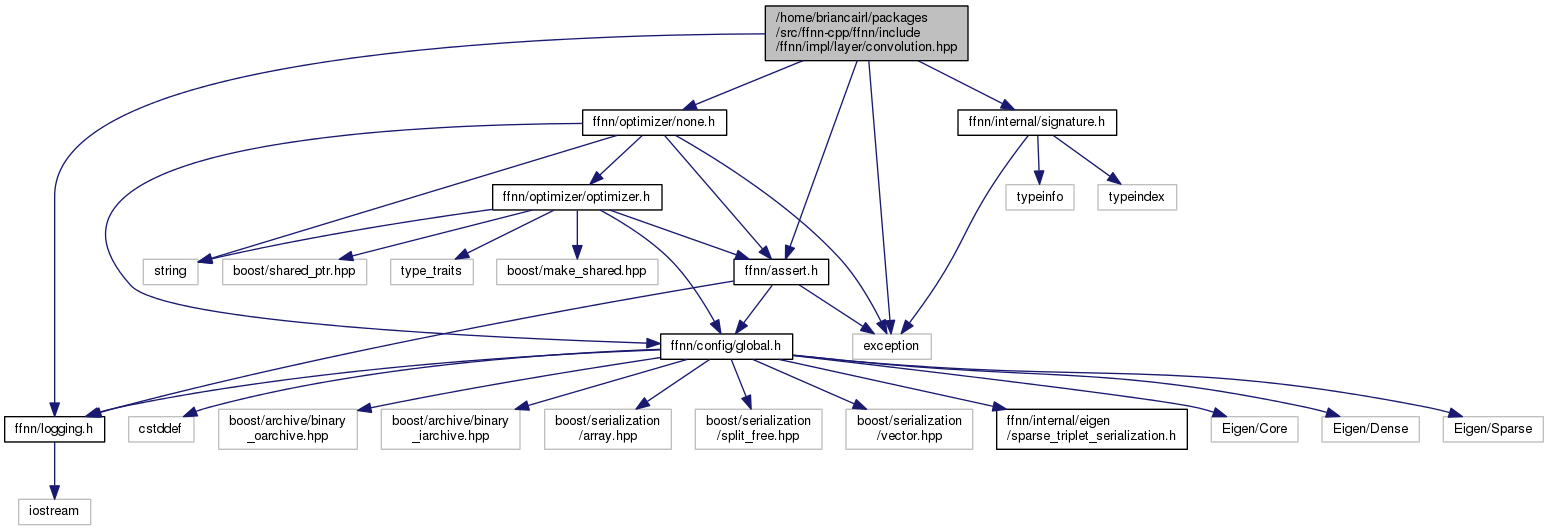 /home/briancairl/packages
/src/ffnn-cpp/ffnn/include
/ffnn/impl/layer/convolution.hpp
ffnn/optimizer/none.h
ffnn/internal/signature.h
ffnn/optimizer/optimizer.h
typeinfo
typeindex
string
boost/shared_ptr.hpp
type_traits
boost/make_shared.hpp
ffnn/assert.h
ffnn/config/global.h
exception
ffnn/logging.h
cstddef
boost/archive/binary
_oarchive.hpp
boost/archive/binary
_iarchive.hpp
boost/serialization
/array.hpp
boost/serialization
/split_free.hpp
boost/serialization
/vector.hpp
ffnn/internal/eigen
/sparse_triplet_serialization.h
Eigen/Core
Eigen/Dense
Eigen/Sparse
iostream